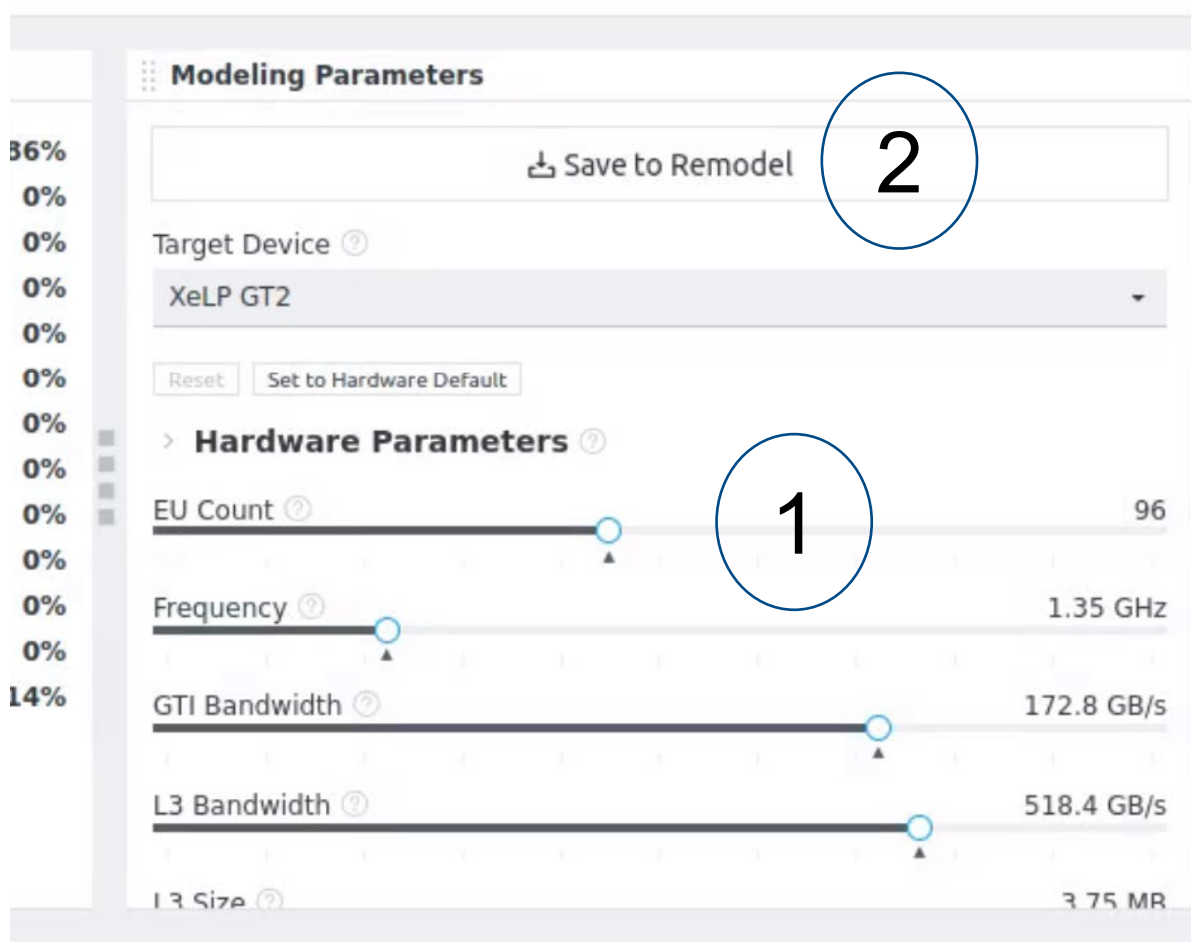 Modeling Parameters
2
Save to Remodel
Target Device
XeLP GT2
Reset Set to Hardware Default
Hardware Parameters
1
EU Count 96
Frequency 1.35 GHz
GTI Bandwidth 172.8 GB/s
L3 Bandwidth 518.4 GB/s
L3 Size 3.75 MB
36%
0%
0%
0%
0%
0%
0%
0%
0%
0%
0%
0%
14%